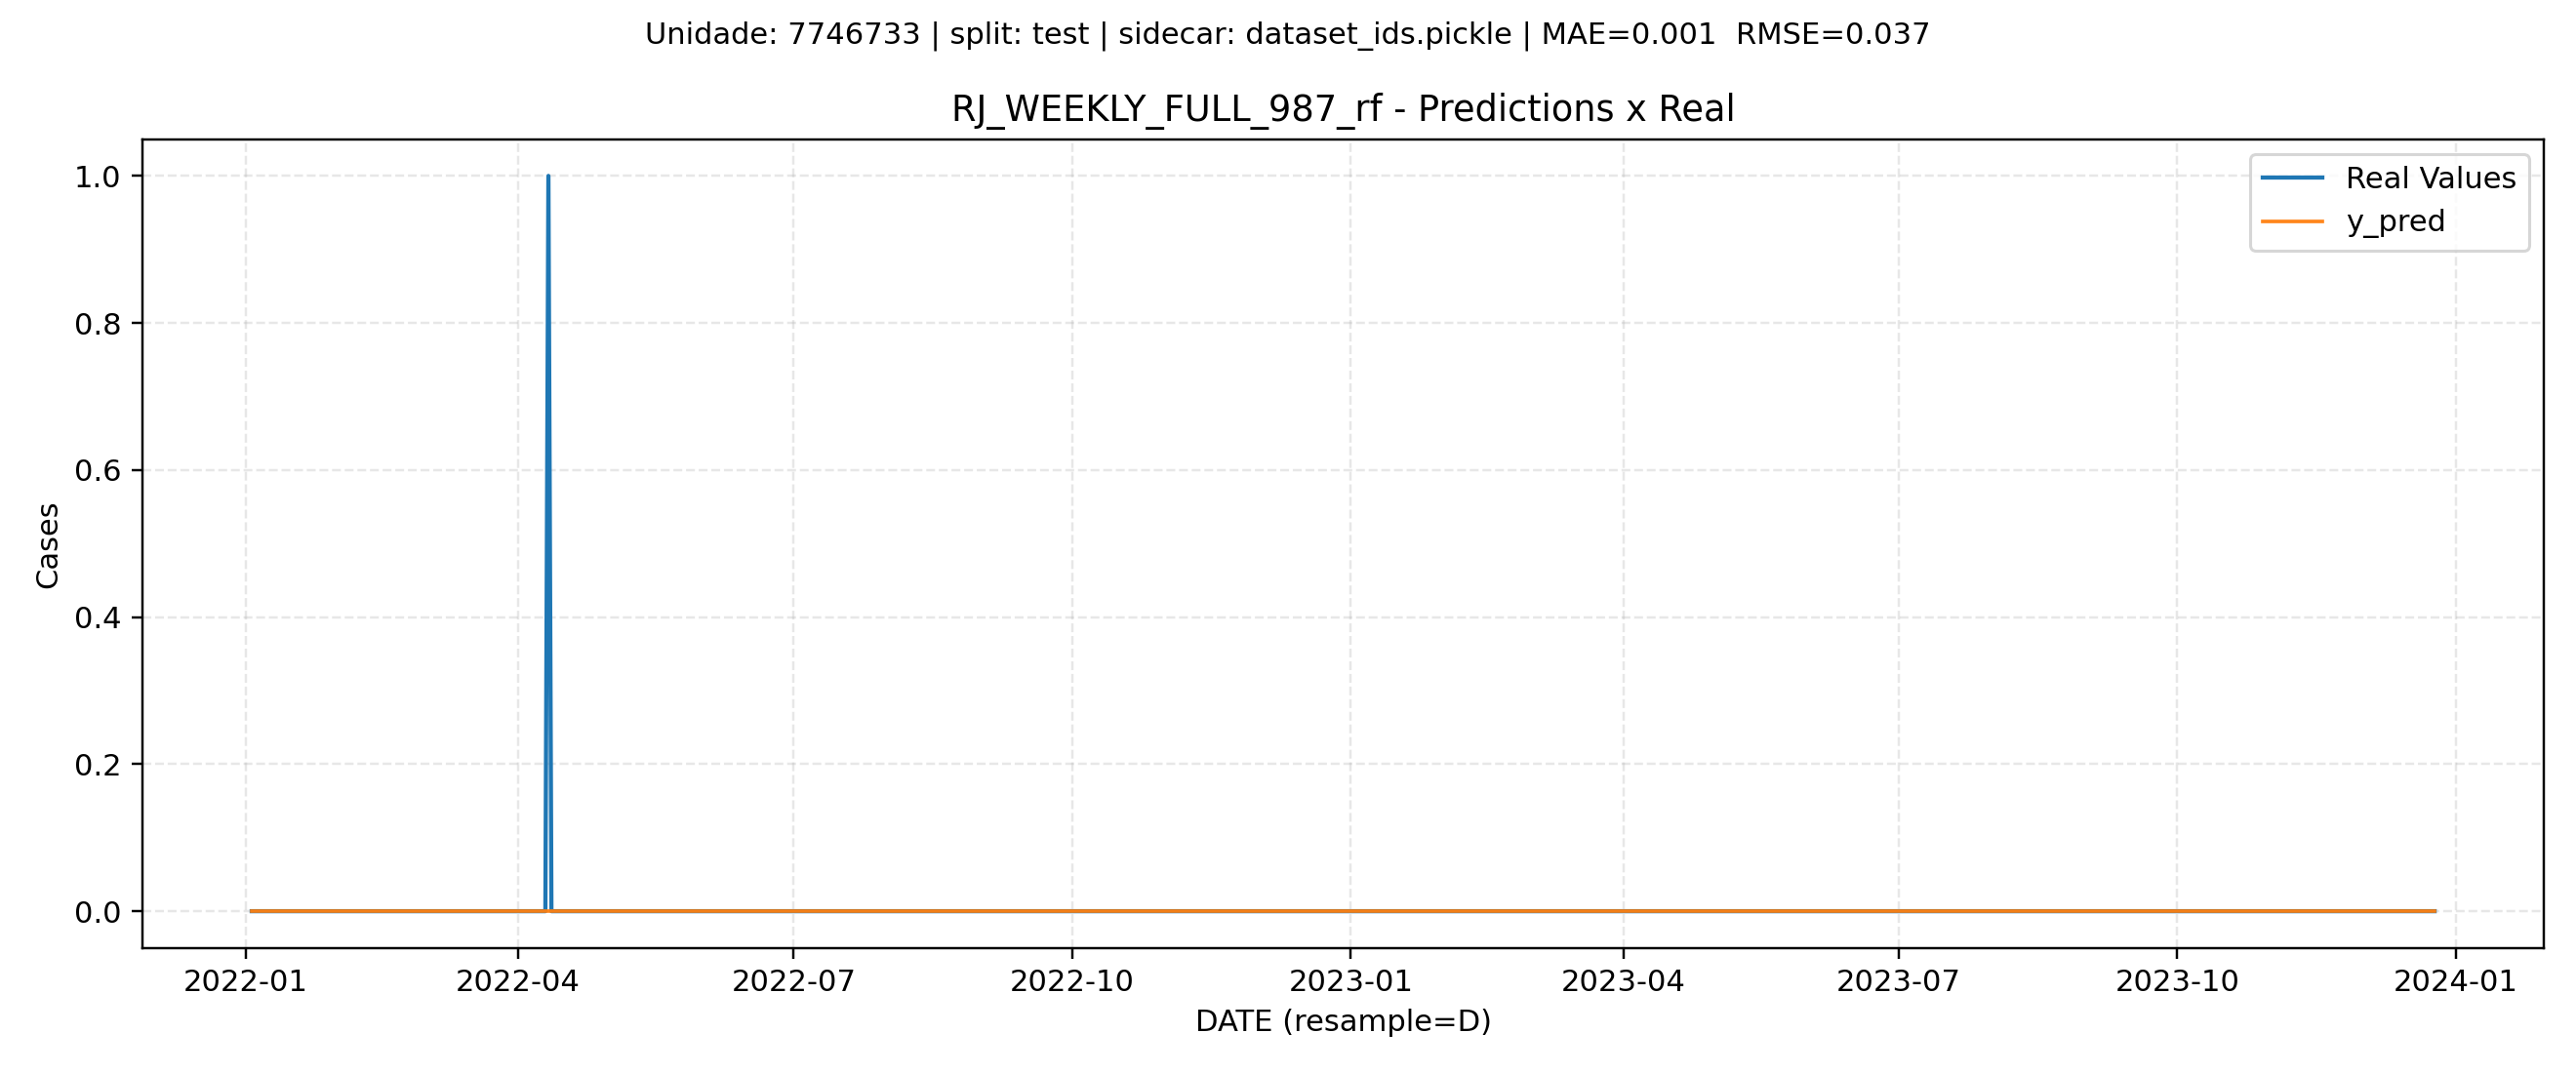 Unidade: 7746733 | split: test | sidecar: dataset_ids.pickle | MAE=0.001  RMSE=0.037
RJ_WEEKLY_FULL_987_rf - Predictions x Real
Real Values
y_pred
1.0
0.8
0.6
0.4
0.2
0.0
Cases
2022-01
2022-04
2022-07
2022-10
2023-01
2023-04
2023-07
2023-10
2024-01
DATE (resample=D)